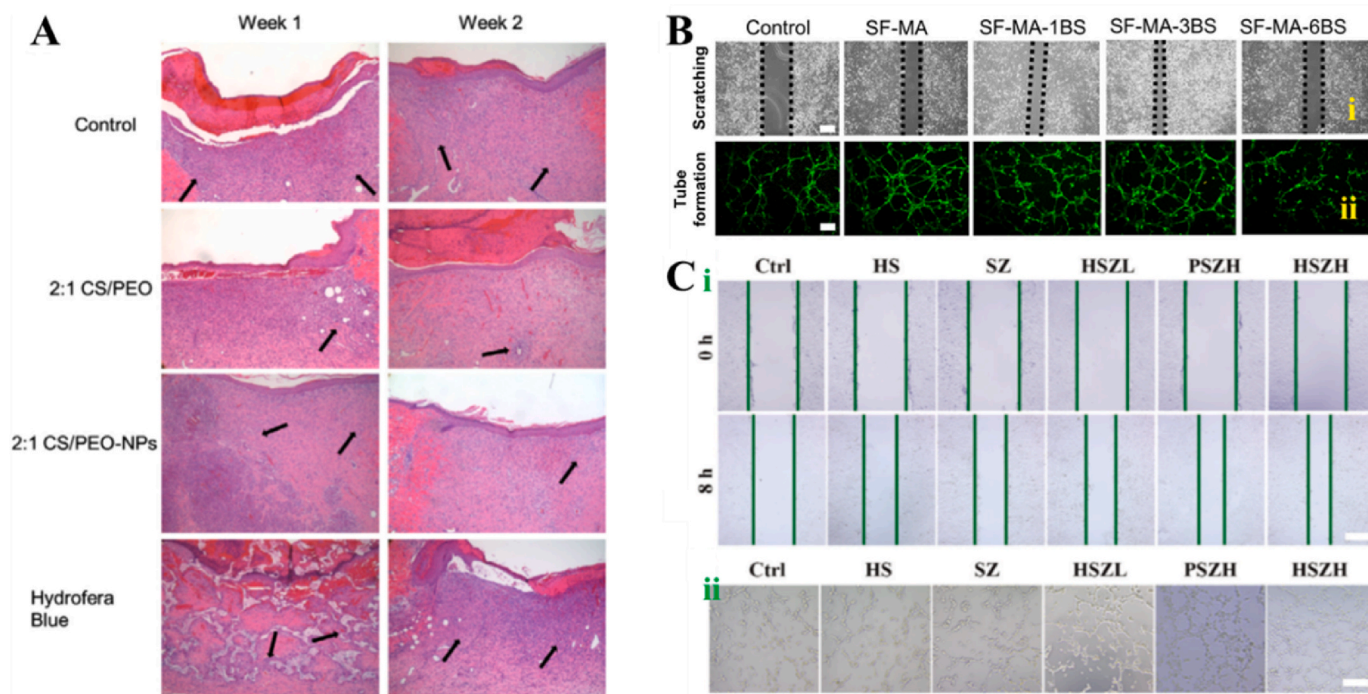 A
Week 1
Week 2
Control
2:1 CS/PEO
2:1 CS/PEO-NPs
Hydrofera
Blue
B
Control
SF-MA
SF-MA-1BS
SF-MA-3BS
SF-MA-6BS
Scratching
i
Tube
formation
ii
C
i
Ctrl
HS
SZ
HSZL
PSZH
HSZH
0 h
8 h
ii
Ctrl
HS
SZ
HSZL
PSZH
HSZH